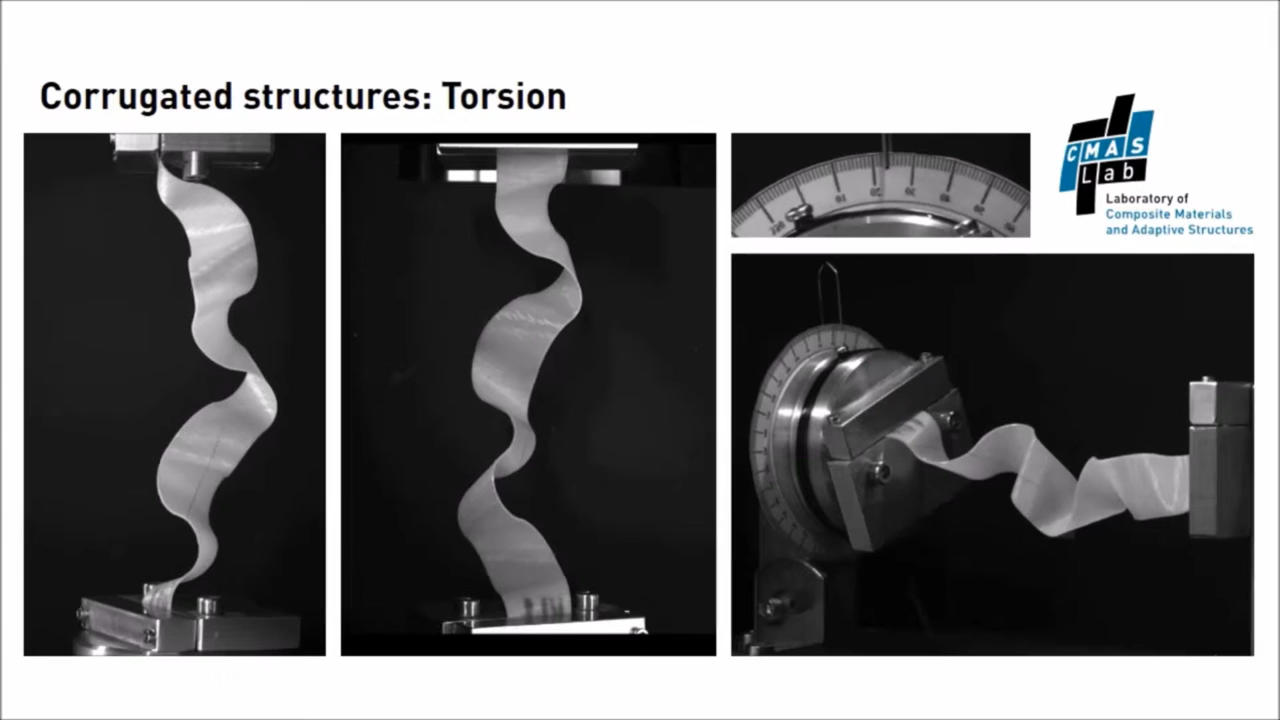 Corrugated structures: Torsion
CMAS
Lab
Laboratory of
Composite Materials
and Adaptive Structures